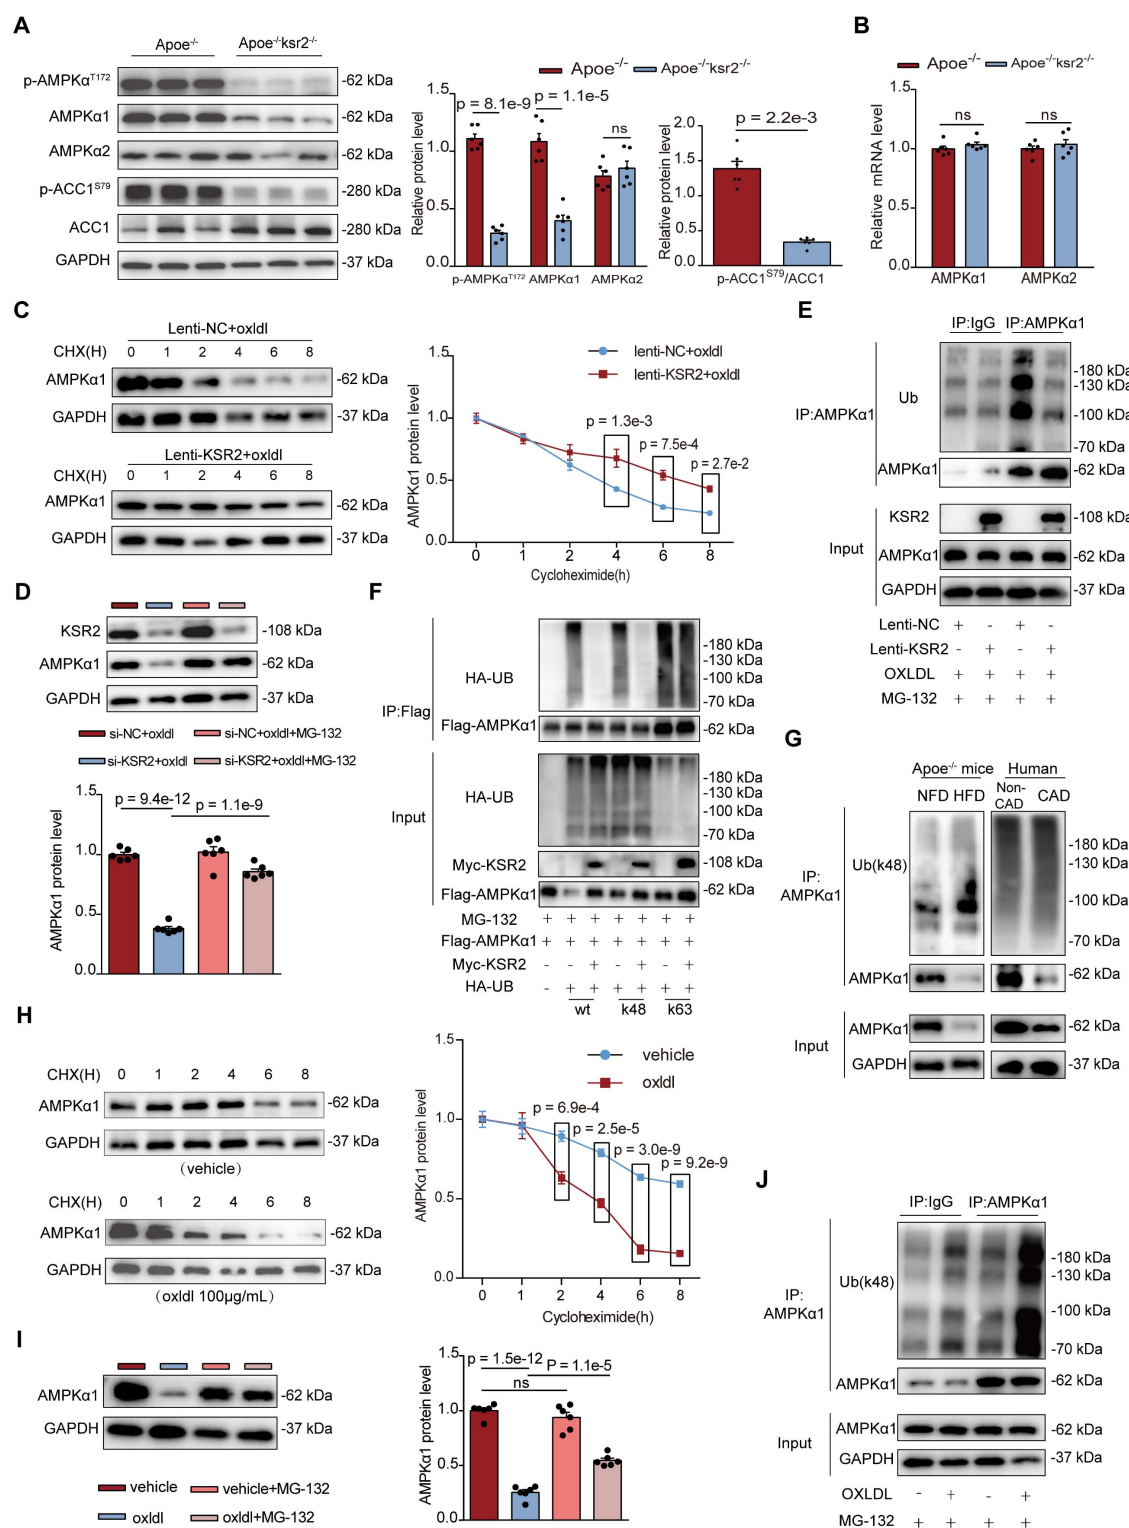 A
Apoe-/- Apoe-/-ksr2-/-
p-AMPKαT172 -62 kDa
AMPKα1 -62 kDa
AMPKα2 -62 kDa
p-ACC1S79 -280 kDa
ACC1 -280 kDa
GAPDH -37 kDa
Apoe-/- Apoe-/-ksr2-/-
Relative protein level
1.5
1.0
0.5
0.0
p = 8.1e-9 p = 1.1e-5
ns
p-AMPKαT172 AMPKα1 AMPKα2
Relative protein level
2.0
1.5
1.0
0.5
0.0
p = 2.2e-3
p-ACC1S79/ACC1
B
Apoe-/- Apoe-/-ksr2-/-
Relative mRNA level
1.5
1.0
0.5
0.0
ns ns
AMPKα1 AMPKα2
C
Lenti-NC+oxldl
CHX(H) 0 1 2 4 6 8
AMPKα1 -62 kDa
GAPDH -37 kDa
Lenti-KSR2+oxldl
CHX(H) 0 1 2 4 6 8
AMPKα1 -62 kDa
GAPDH -37 kDa
AMPKα1 protein level
1.5
1.0
0.5
0.0
lenti-NC+oxldl
lenti-KSR2+oxldl
p = 1.3e-3
p = 7.5e-4
p = 2.7e-2
0 1 2 4 6 8
Cycloheximide(h)
E
IP:IgG IP:AMPKα1
IP:AMPKα1
Ub
-180 kDa
-130 kDa
-100 kDa
-70 kDa
AMPKα1 -62 kDa
Input
KSR2 -108 kDa
AMPKα1 -62 kDa
GAPDH -37 kDa
Lenti-NC + - + -
Lenti-KSR2 - + - +
OXLDL + + + +
MG-132 + + + +
D
KSR2 -108 kDa
AMPKα1 -62 kDa
GAPDH -37 kDa
si-NC+oxldl si-NC+oxldl+MG-132
si-KSR2+oxldl si-KSR2+oxldl+MG-132
AMPKα1 protein level
1.5
1.0
0.5
0.0
p = 9.4e-12 p = 1.1e-9
F
IP:Flag
HA-UB
-180 kDa
-130 kDa
-100 kDa
-70 kDa
Flag-AMPKα1 -62 kDa
Input
HA-UB
-180 kDa
-130 kDa
-100 kDa
-70 kDa
Myc-KSR2 -108 kDa
Flag-AMPKα1 -62 kDa
MG-132 + + + + + + +
Flag-AMPKα1 + + + + + + +
Myc-KSR2 - - + - + - +
HA-UB - + + + + + +
wt k48 k63
G
Apoe-/- mice Human
NFD HFD Non-CAD CAD
IP:
AMPKα1
Ub(k48)
-180 kDa
-130 kDa
-100 kDa
-70 kDa
AMPKα1 -62 kDa
Input
AMPKα1 -62 kDa
GAPDH -37 kDa
H
CHX(H) 0 1 2 4 6 8
AMPKα1 -62 kDa
GAPDH -37 kDa
(vehicle)
CHX(H) 0 1 2 4 6 8
AMPKα1 -62 kDa
GAPDH -37 kDa
(oxldl 100μg/mL)
AMPKα1 protein level
1.5
1.0
0.5
0.0
vehicle
oxldl
p = 6.9e-4
p = 2.5e-5
p = 3.0e-9
p = 9.2e-9
0 1 2 4 6 8
Cycloheximide(h)
I
AMPKα1 -62 kDa
GAPDH -37 kDa
vehicle vehicle+MG-132
oxldl oxldl+MG-132
AMPKα1 protein level
1.5
1.0
0.5
0.0
p = 1.5e-12 P = 1.1e-5
ns
J
IP:IgG IP:AMPKα1
IP:
AMPKα1
Ub(k48)
-180 kDa
-130 kDa
-100 kDa
-70 kDa
AMPKα1 -62 kDa
Input
AMPKα1 -62 kDa
GAPDH -37 kDa
OXLDL - + - +
MG-132 + + + +